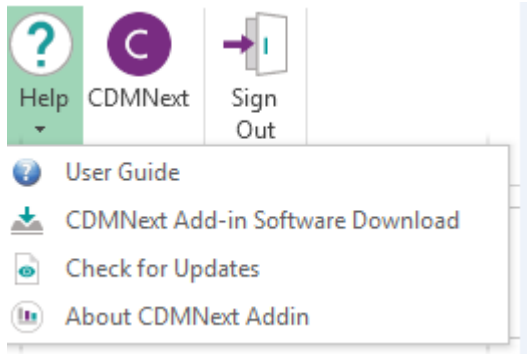 ?
C
Help CDMNext Sign
Out
User Guide
CDMNext Add-in Software Download
Check for Updates
About CDMNext Addin